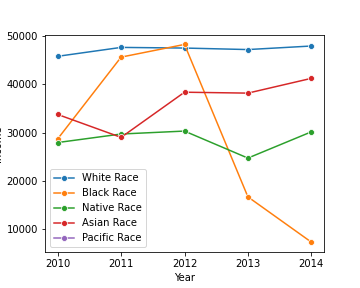 50000
40000
30000
20000
10000
White Race
Black Race
Native Race
Asian Race
Pacific Race
2010 2011 2012 2013 2014
Year